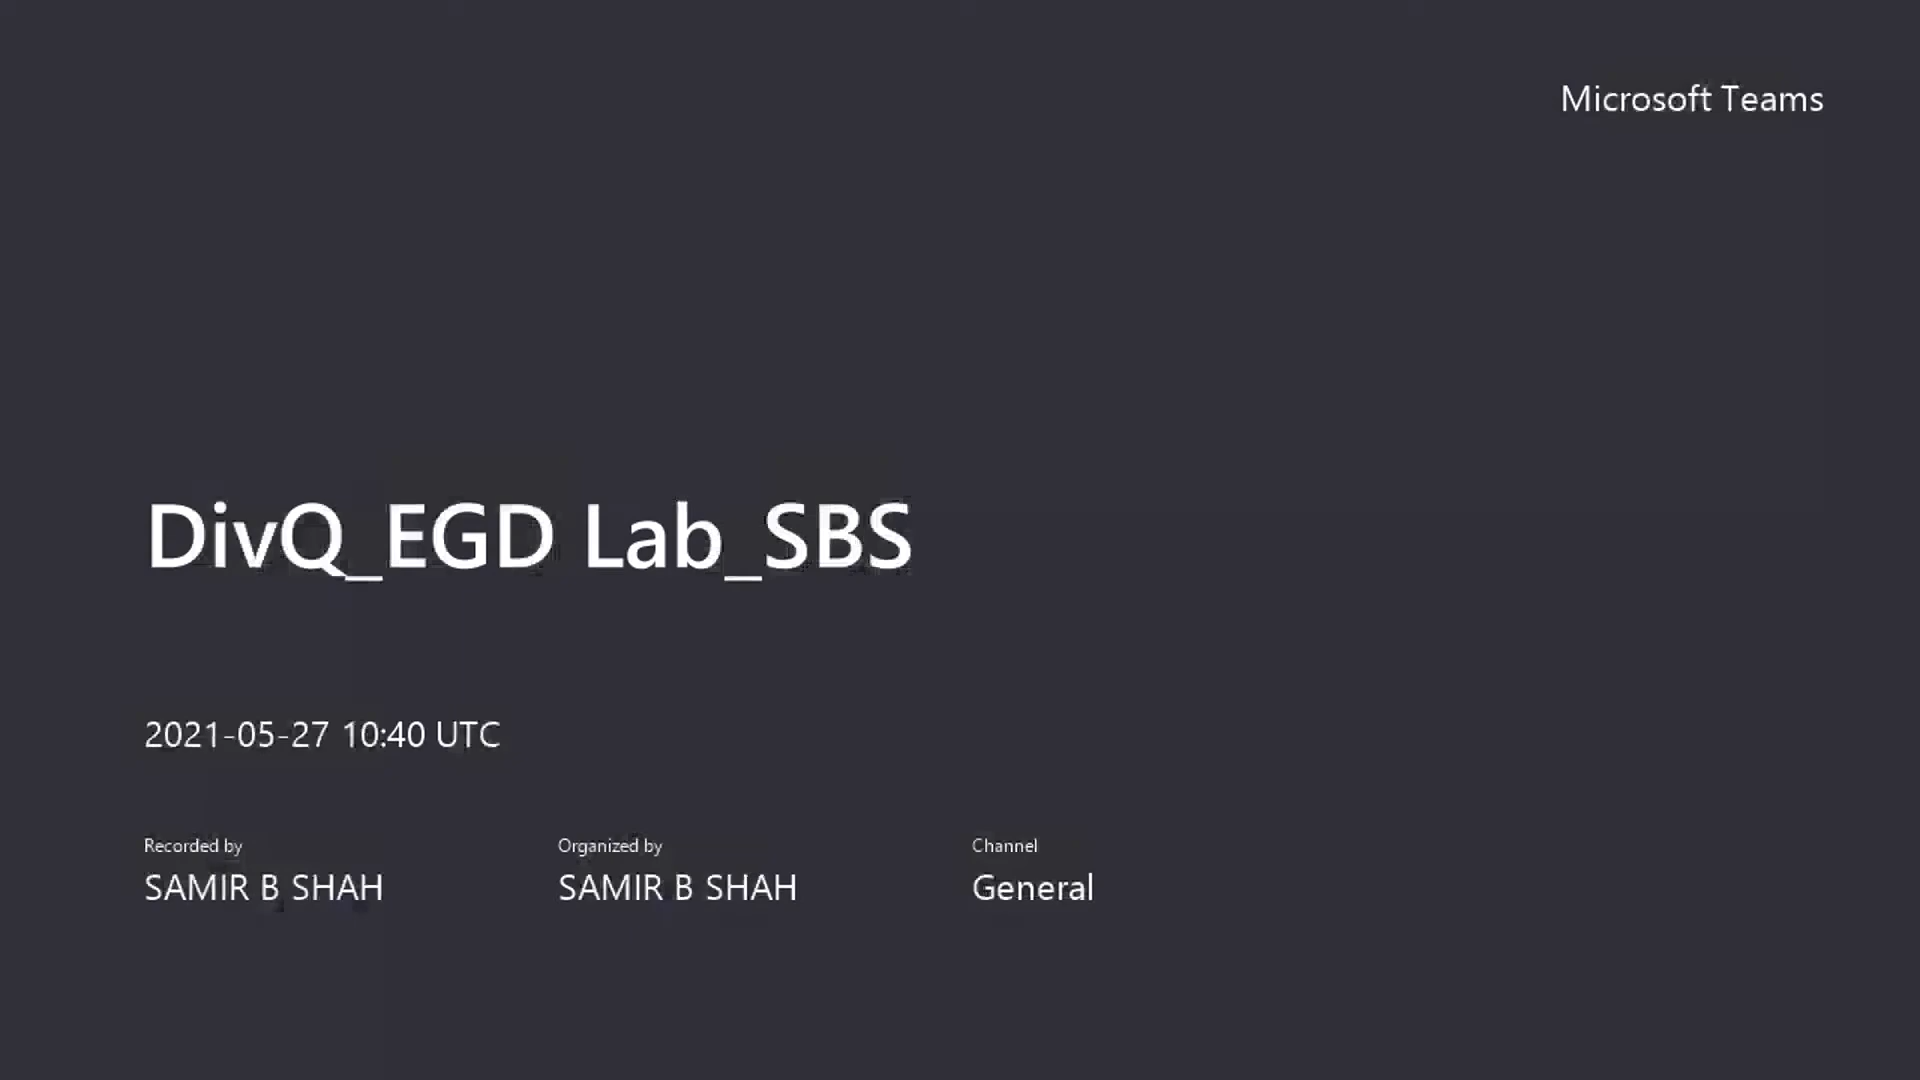 Microsoft Teams
DivQ_EGD Lab_SBS
2021-05-27 10:40 UTC
Recorded by
SAMIR B SHAH
Organized by
SAMIR B SHAH
Channel
General